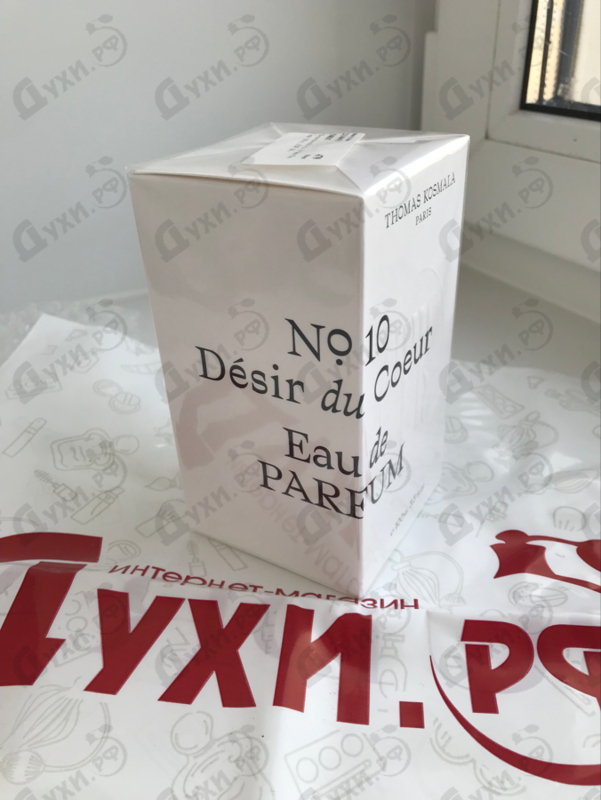 THOMAS KOSMALA
PARIS
No 10
Désir du Coeur
Eau de
PARFUM
интернет-магазин
Духи.рф